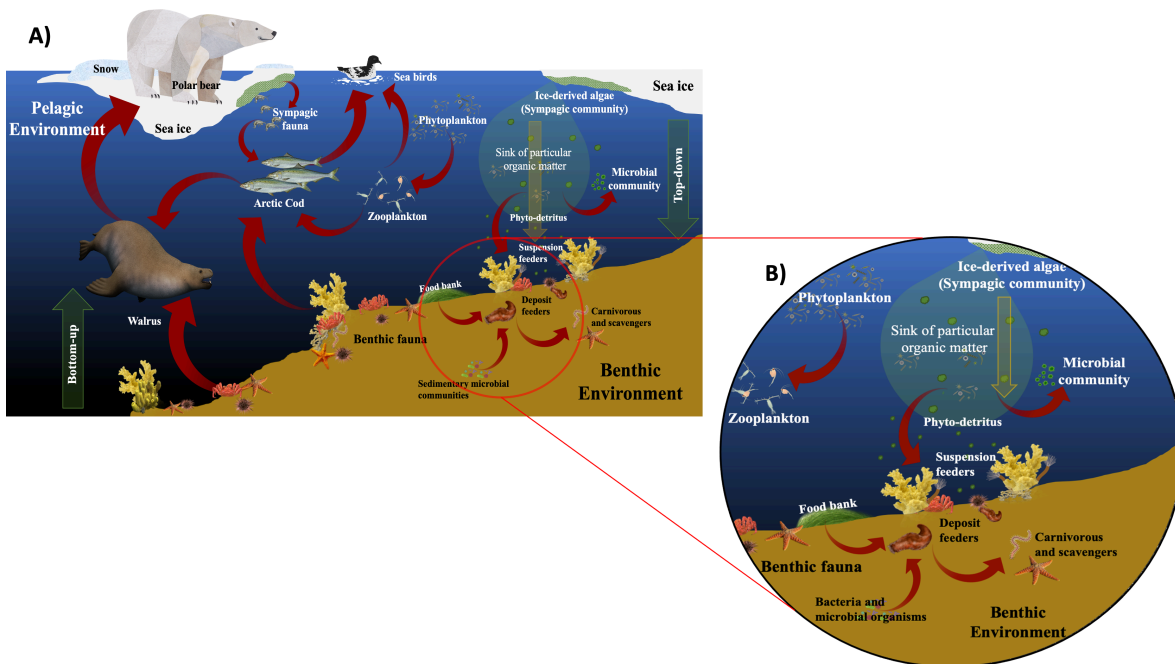 A)
Snow
Polar bear
Sea birds
Sea ice
Pelagic
Environment
Sympagic
fauna
Sea ice
Phytoplankton
Ice-derived algae
(Sympagic community)
Sink of particular
organic matter
Microbial
community
Top-down
Arctic Cod
Zooplankton
Phyto-detritus
Suspension
feeders
Walrus
Bottom-up
Food bank
Deposit
feeders
Carnivorous
and scavengers
Benthic fauna
Sedimentary microbial
communities
Benthic
Environment
B)
Ice-derived algae
(Sympagic community)
Phytoplankton
Sink of particular
organic matter
Microbial
community
Zooplankton
Phyto-detritus
Suspension
feeders
Food bank
Deposit
feeders
Carnivorous
and scavengers
Benthic fauna
Bacteria and
microbial organisms
Benthic
Environment